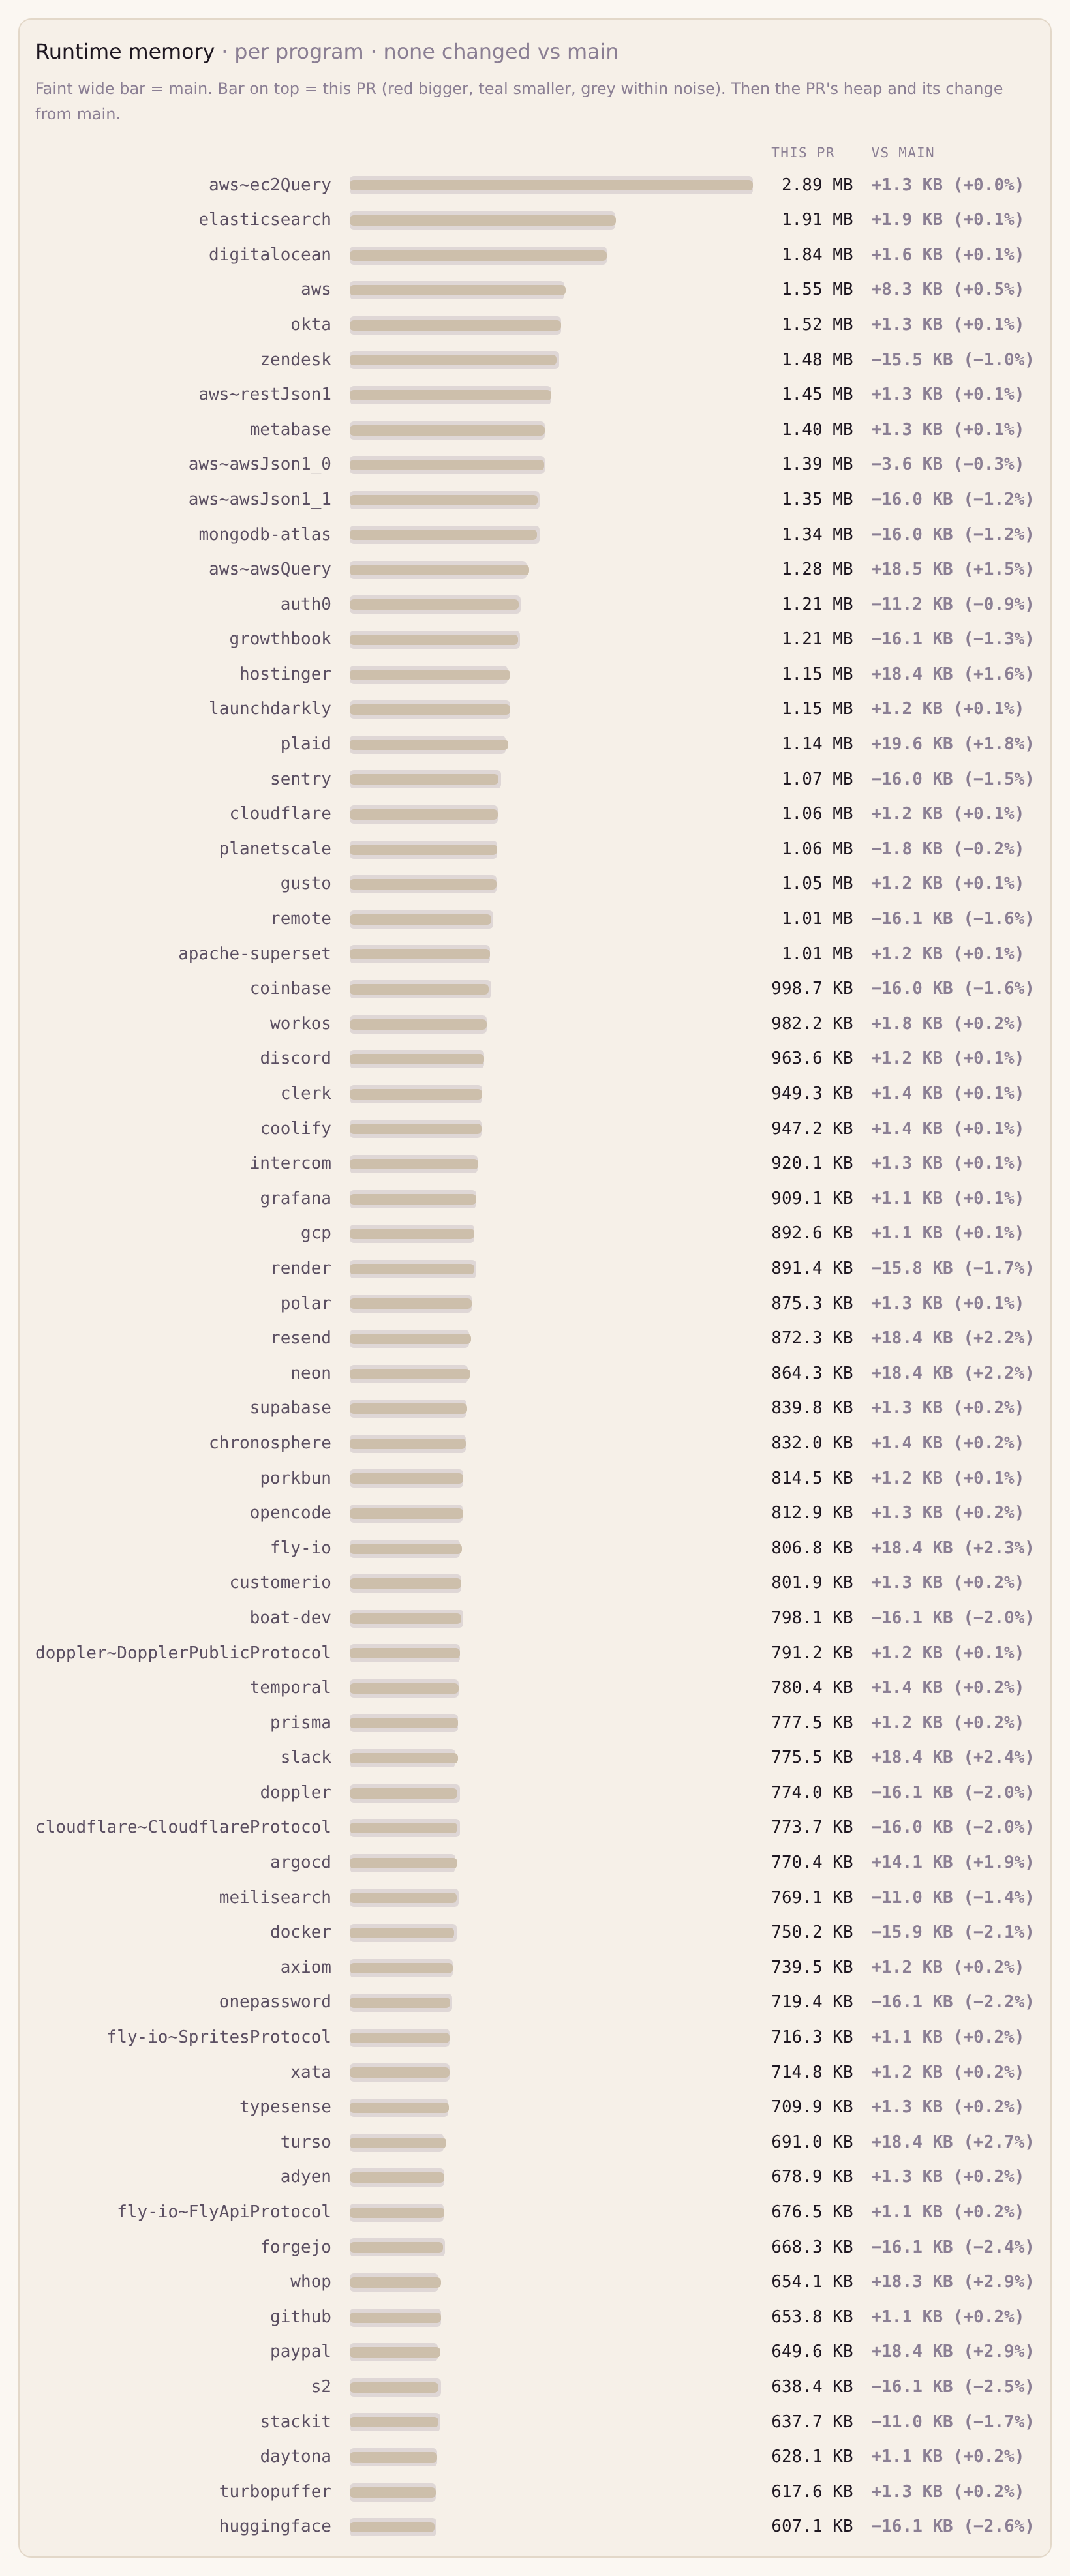 Runtime memory · per program · none changed vs main
Faint wide bar = main. Bar on top = this PR (red bigger, teal smaller, grey within noise). Then the PR's heap and its change
from main.
THIS PR VS MAIN
aws~ec2Query 2.89 MB +1.3 KB (+0.0%)
elasticsearch 1.91 MB +1.9 KB (+0.1%)
digitalocean 1.84 MB +1.6 KB (+0.1%)
aws 1.55 MB +8.3 KB (+0.5%)
okta 1.52 MB +1.3 KB (+0.1%)
zendesk 1.48 MB −15.5 KB (−1.0%)
aws~restJson1 1.45 MB +1.3 KB (+0.1%)
metabase 1.40 MB +1.3 KB (+0.1%)
aws~awsJson1_0 1.39 MB −3.6 KB (−0.3%)
aws~awsJson1_1 1.35 MB −16.0 KB (−1.2%)
mongodb-atlas 1.34 MB −16.0 KB (−1.2%)
aws~awsQuery 1.28 MB +18.5 KB (+1.5%)
auth0 1.21 MB −11.2 KB (−0.9%)
growthbook 1.21 MB −16.1 KB (−1.3%)
hostinger 1.15 MB +18.4 KB (+1.6%)
launchdarkly 1.15 MB +1.2 KB (+0.1%)
plaid 1.14 MB +19.6 KB (+1.8%)
sentry 1.07 MB −16.0 KB (−1.5%)
cloudflare 1.06 MB +1.2 KB (+0.1%)
planetscale 1.06 MB −1.8 KB (−0.2%)
gusto 1.05 MB +1.2 KB (+0.1%)
remote 1.01 MB −16.1 KB (−1.6%)
apache-superset 1.01 MB +1.2 KB (+0.1%)
coinbase 998.7 KB −16.0 KB (−1.6%)
workos 982.2 KB +1.8 KB (+0.2%)
discord 963.6 KB +1.2 KB (+0.1%)
clerk 949.3 KB +1.4 KB (+0.1%)
coolify 947.2 KB +1.4 KB (+0.1%)
intercom 920.1 KB +1.3 KB (+0.1%)
grafana 909.1 KB +1.1 KB (+0.1%)
gcp 892.6 KB +1.1 KB (+0.1%)
render 891.4 KB −15.8 KB (−1.7%)
polar 875.3 KB +1.3 KB (+0.1%)
resend 872.3 KB +18.4 KB (+2.2%)
neon 864.3 KB +18.4 KB (+2.2%)
supabase 839.8 KB +1.3 KB (+0.2%)
chronosphere 832.0 KB +1.4 KB (+0.2%)
porkbun 814.5 KB +1.2 KB (+0.1%)
opencode 812.9 KB +1.3 KB (+0.2%)
fly-io 806.8 KB +18.4 KB (+2.3%)
customerio 801.9 KB +1.3 KB (+0.2%)
boat-dev 798.1 KB −16.1 KB (−2.0%)
doppler~DopplerPublicProtocol 791.2 KB +1.2 KB (+0.1%)
temporal 780.4 KB +1.4 KB (+0.2%)
prisma 777.5 KB +1.2 KB (+0.2%)
slack 775.5 KB +18.4 KB (+2.4%)
doppler 774.0 KB −16.1 KB (−2.0%)
cloudflare~CloudflareProtocol 773.7 KB −16.0 KB (−2.0%)
argocd 770.4 KB +14.1 KB (+1.9%)
meilisearch 769.1 KB −11.0 KB (−1.4%)
docker 750.2 KB −15.9 KB (−2.1%)
axiom 739.5 KB +1.2 KB (+0.2%)
onepassword 719.4 KB −16.1 KB (−2.2%)
fly-io~SpritesProtocol 716.3 KB +1.1 KB (+0.2%)
xata 714.8 KB +1.2 KB (+0.2%)
typesense 709.9 KB +1.3 KB (+0.2%)
turso 691.0 KB +18.4 KB (+2.7%)
adyen 678.9 KB +1.3 KB (+0.2%)
fly-io~FlyApiProtocol 676.5 KB +1.1 KB (+0.2%)
forgejo 668.3 KB −16.1 KB (−2.4%)
whop 654.1 KB +18.3 KB (+2.9%)
github 653.8 KB +1.1 KB (+0.2%)
paypal 649.6 KB +18.4 KB (+2.9%)
s2 638.4 KB −16.1 KB (−2.5%)
stackit 637.7 KB −11.0 KB (−1.7%)
daytona 628.1 KB +1.1 KB (+0.2%)
turbopuffer 617.6 KB +1.3 KB (+0.2%)
huggingface 607.1 KB −16.1 KB (−2.6%)